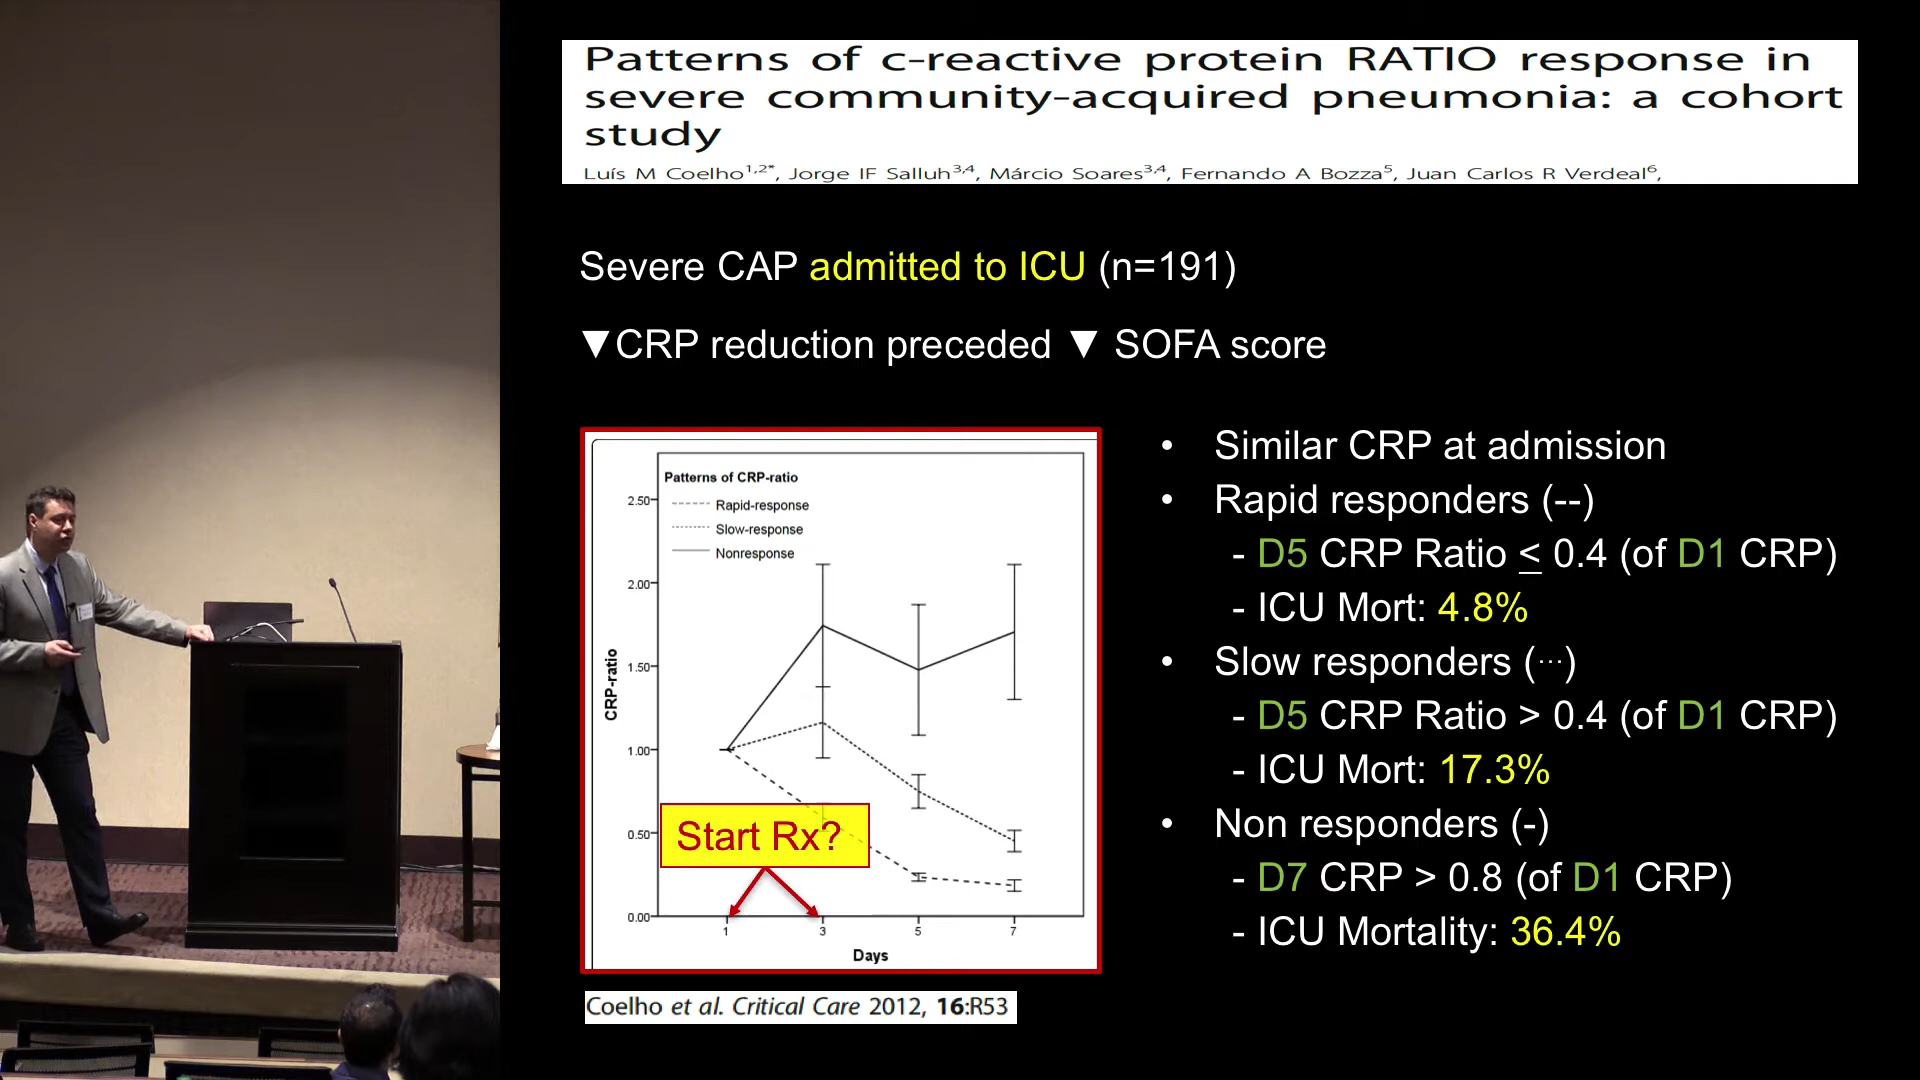 Patterns of c-reactive protein RATIO response in
severe community-acquired pneumonia: a cohort
study
Luís M Coelho1,2*, Jorge IF Salluh3,4, Márcio Soares3,4, Fernando A Bozza5, Juan Carlos R Verdeal6,
Severe CAP admitted to ICU (n=191)
▼CRP reduction preceded ▼ SOFA score
Patterns of CRP-ratio
Rapid-response
Slow-response
Nonresponse
2.50
2.00
1.50
1.00
0.50
0.00
CRP-ratio
Start Rx?
1 3 5 7
Days
Coelho et al. Critical Care 2012, 16:R53
• Similar CRP at admission
• Rapid responders (--)
- D5 CRP Ratio ≤ 0.4 (of D1 CRP)
- ICU Mort: 4.8%
• Slow responders (···)
- D5 CRP Ratio > 0.4 (of D1 CRP)
- ICU Mort: 17.3%
• Non responders (-)
- D7 CRP > 0.8 (of D1 CRP)
- ICU Mortality: 36.4%